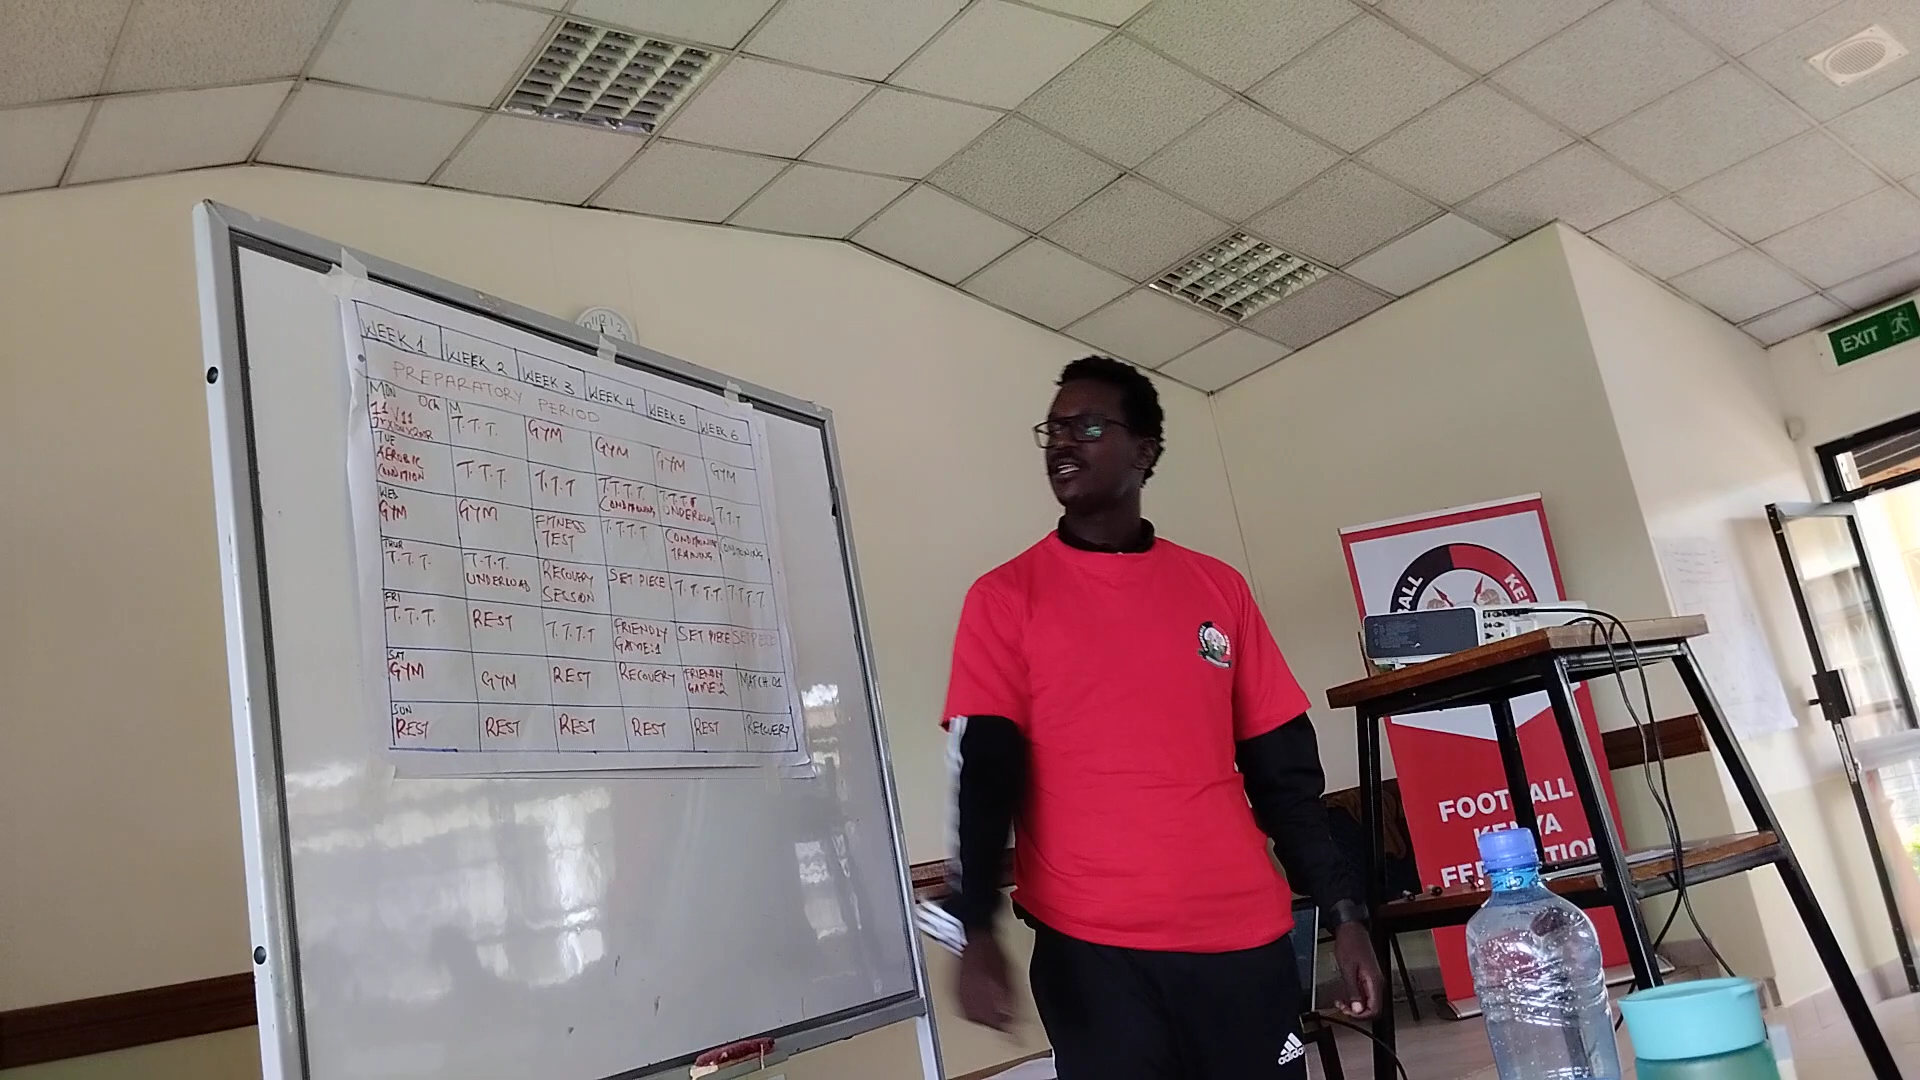 WEEK 1 WEEK 2 WEEK 3 WEEK 4 WEEK 5 WEEK 6
PREPARATORY PERIOD
MON
11 V 11
T.T.T. GYM GYM GYM GYM
TUE
AEROBIC
CONDITION
T.T.T. T.T.T T.T.T.T. CONDITIONING T.T.T.T UNDERLOAD T.T.T
WED
GYM GYM FITNESS TEST T.T.T.T CONDITIONING TRAINING CONDITIONING
THUR
T.T.T. T.T.T. UNDERLOAD RECOVERY SESSION SET PIECE T.T.T.T. T.T.T.T.
FRI
T.T.T. REST T.T.T.T FRIENDLY GAME:1 SET PIECE SET PIECE
SAT
GYM GYM REST RECOVERY FRIENDLY GAME:2 MATCH 01
SUN
REST REST REST REST REST RECOVERY
EXIT
FOOTBALL
KENYA
adidas